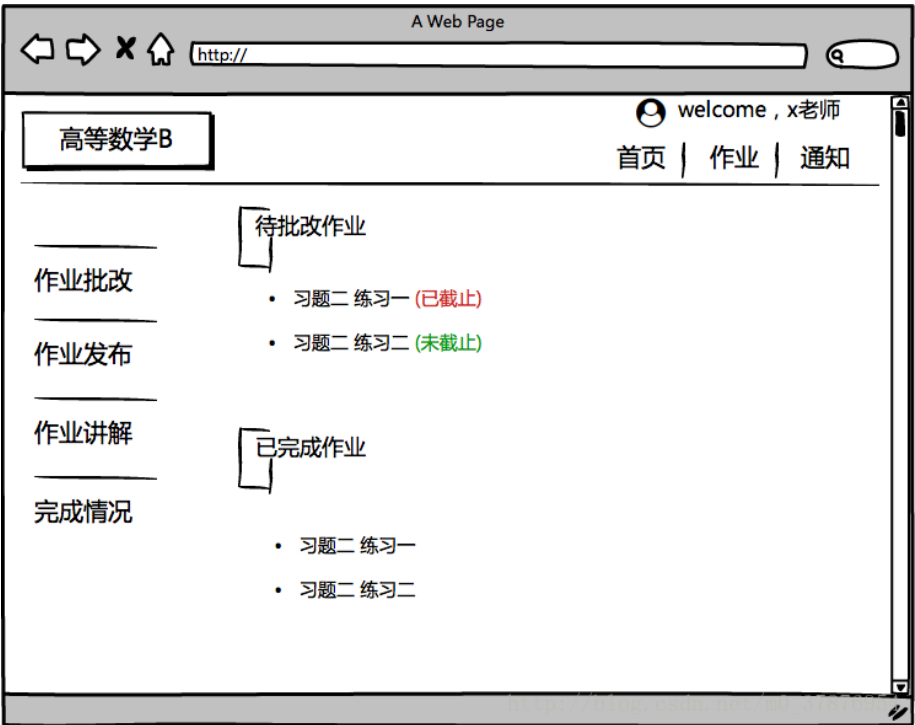 A Web Page
http://
welcome，x老师
高等数学B
首页 | 作业 | 通知
待批改作业
作业批改
• 习题二 练习一 (已截止)
• 习题二 练习二 (未截止)
作业发布
作业讲解
已完成作业
完成情况
• 习题二 练习一
• 习题二 练习二